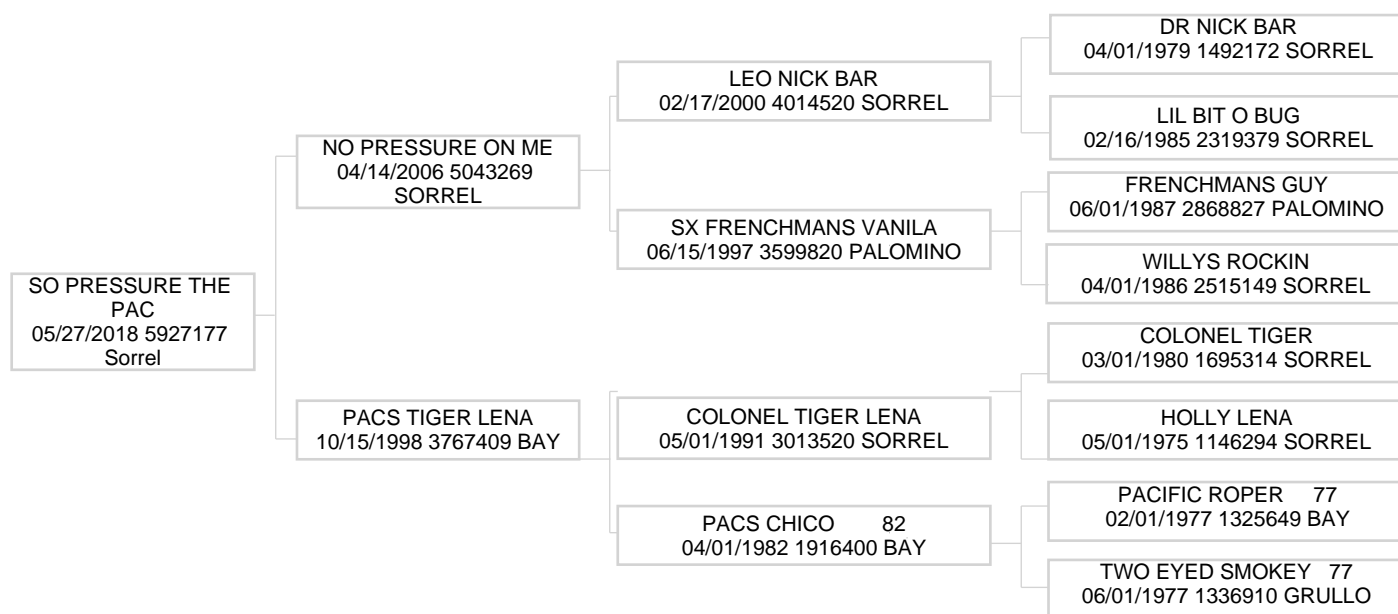 SO PRESSURE THE
PAC
05/27/2018 5927177
Sorrel
NO PRESSURE ON ME
04/14/2006 5043269
SORREL
PACS TIGER LENA
10/15/1998 3767409 BAY
LEO NICK BAR
02/17/2000 4014520 SORREL
SX FRENCHMANS VANILA
06/15/1997 3599820 PALOMINO
COLONEL TIGER LENA
05/01/1991 3013520 SORREL
PACS CHICO 82
04/01/1982 1916400 BAY
DR NICK BAR
04/01/1979 1492172 SORREL
LIL BIT O BUG
02/16/1985 2319379 SORREL
FRENCHMANS GUY
06/01/1987 2868827 PALOMINO
WILLYS ROCKIN
04/01/1986 2515149 SORREL
COLONEL TIGER
03/01/1980 1695314 SORREL
HOLLY LENA
05/01/1975 1146294 SORREL
PACIFIC ROPER 77
02/01/1977 1325649 BAY
TWO EYED SMOKEY 77
06/01/1977 1336910 GRULLO